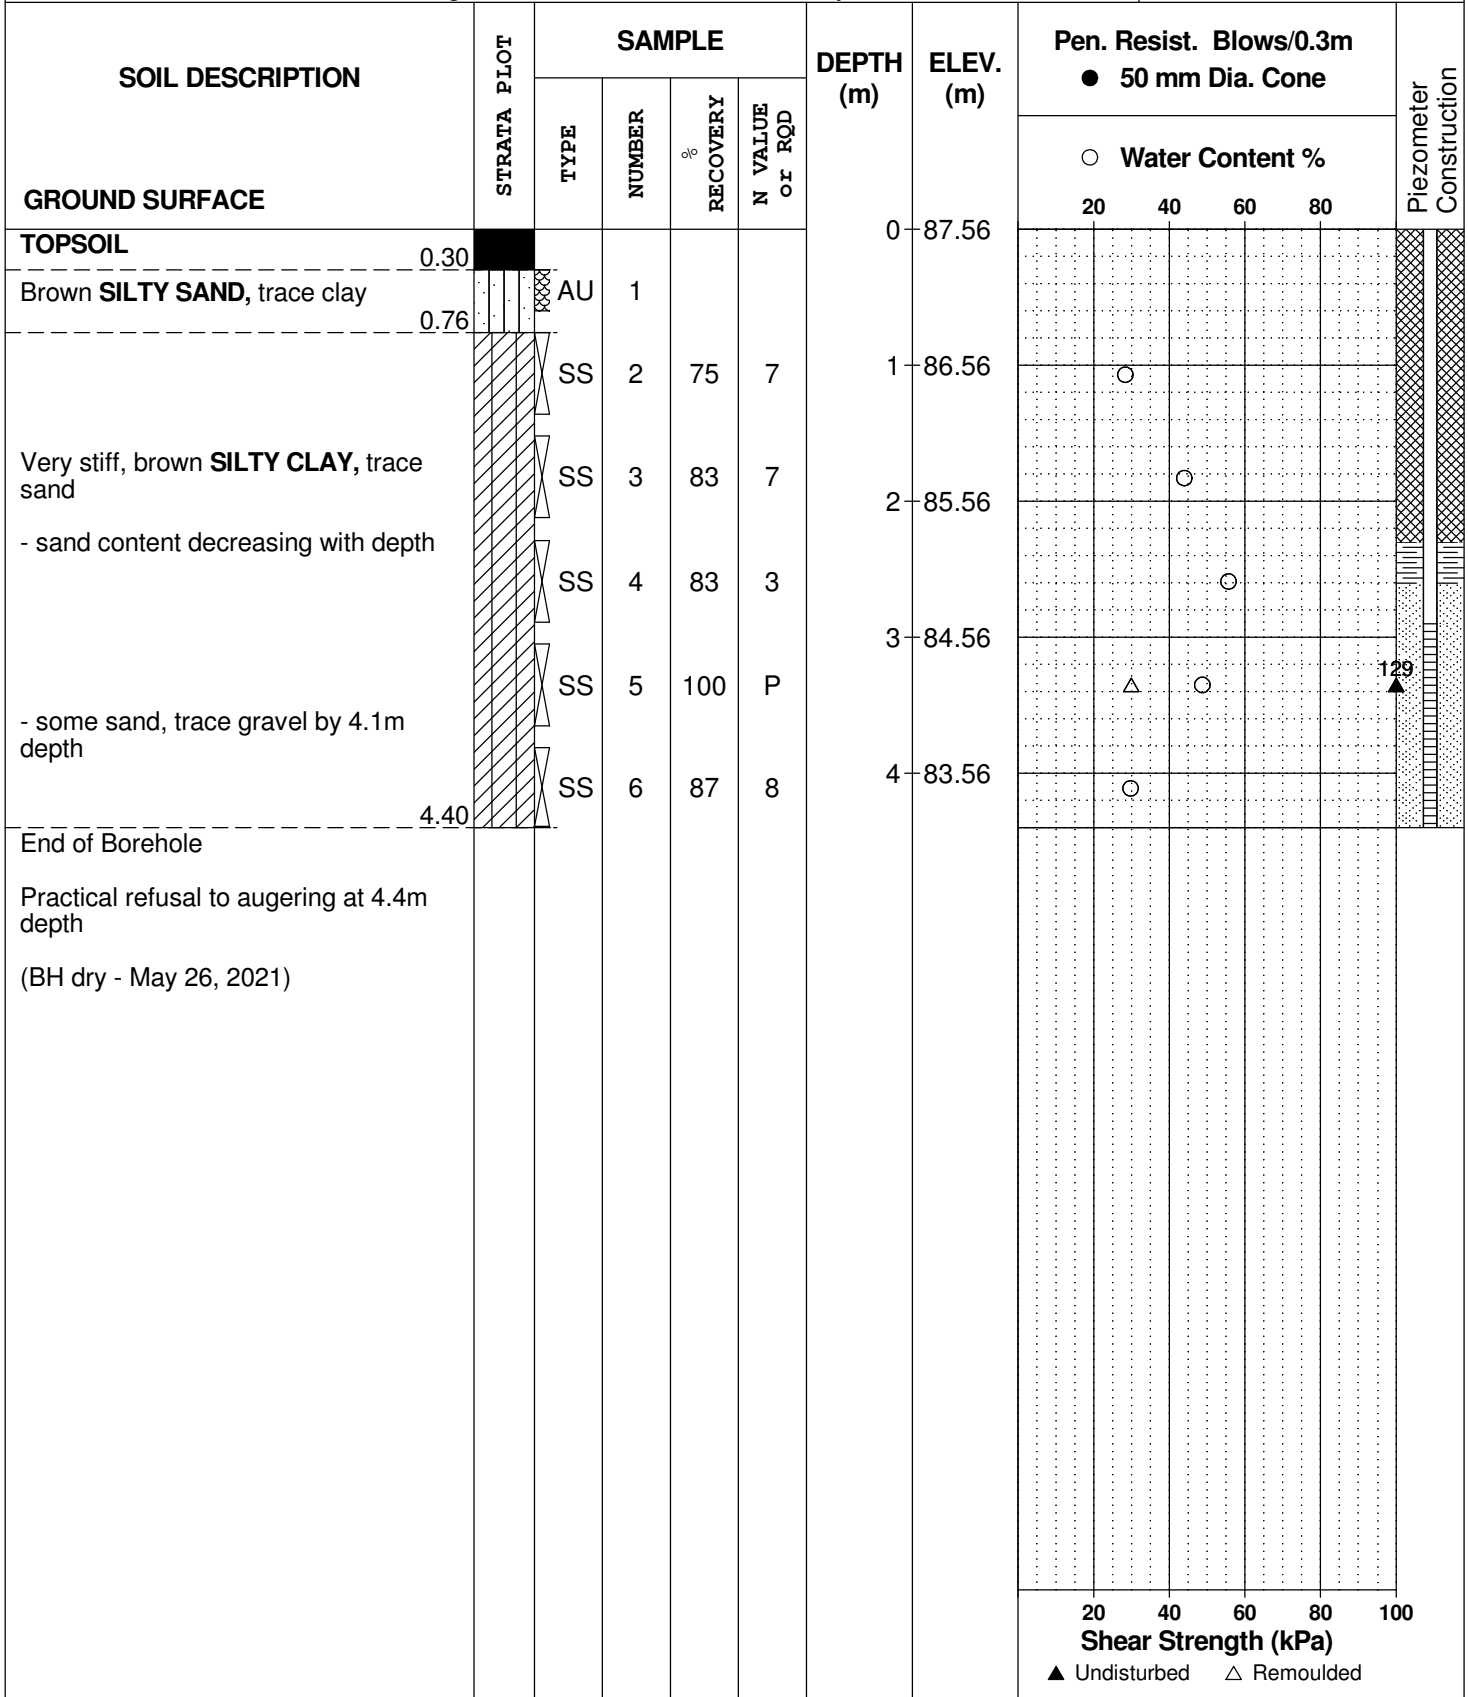 SOIL DESCRIPTION
GROUND SURFACE
STRATA PLOT
SAMPLE
TYPE
NUMBER
% RECOVERY
N VALUE or RQD
DEPTH (m)
ELEV. (m)
Pen. Resist. Blows/0.3m
● 50 mm Dia. Cone
○ Water Content %
20 40 60 80
Piezometer Construction
TOPSOIL
0.30
0 87.56
Brown SILTY SAND, trace clay
0.76
AU 1
SS 2 75 7
1 86.56
Very stiff, brown SILTY CLAY, trace
sand
SS 3 83 7
2 85.56
- sand content decreasing with depth
SS 4 83 3
3 84.56
SS 5 100 P
129
- some sand, trace gravel by 4.1m
depth
4 83.56
SS 6 87 8
4.40
End of Borehole
Practical refusal to augering at 4.4m
depth
(BH dry - May 26, 2021)
20 40 60 80 100
Shear Strength (kPa)
▲ Undisturbed △ Remoulded